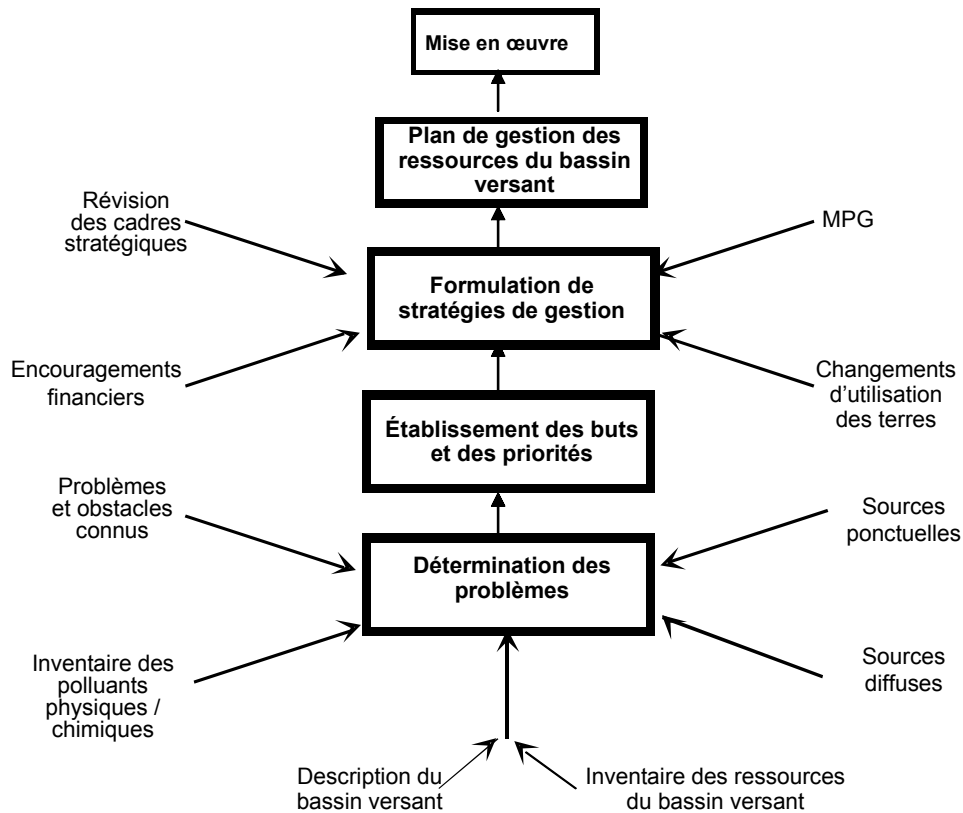 Mise en œuvre
Plan de gestion des
ressources du bassin
versant
Révision
des cadres
stratégiques
MPG
Formulation de
stratégies de gestion
Encouragements
financiers
Changements
d’utilisation
des terres
Établissement des buts
et des priorités
Problèmes
et obstacles
connus
Sources
ponctuelles
Détermination des
problèmes
Inventaire des
polluants
physiques /
chimiques
Sources
diffuses
Description du
bassin versant
Inventaire des ressources
du bassin versant